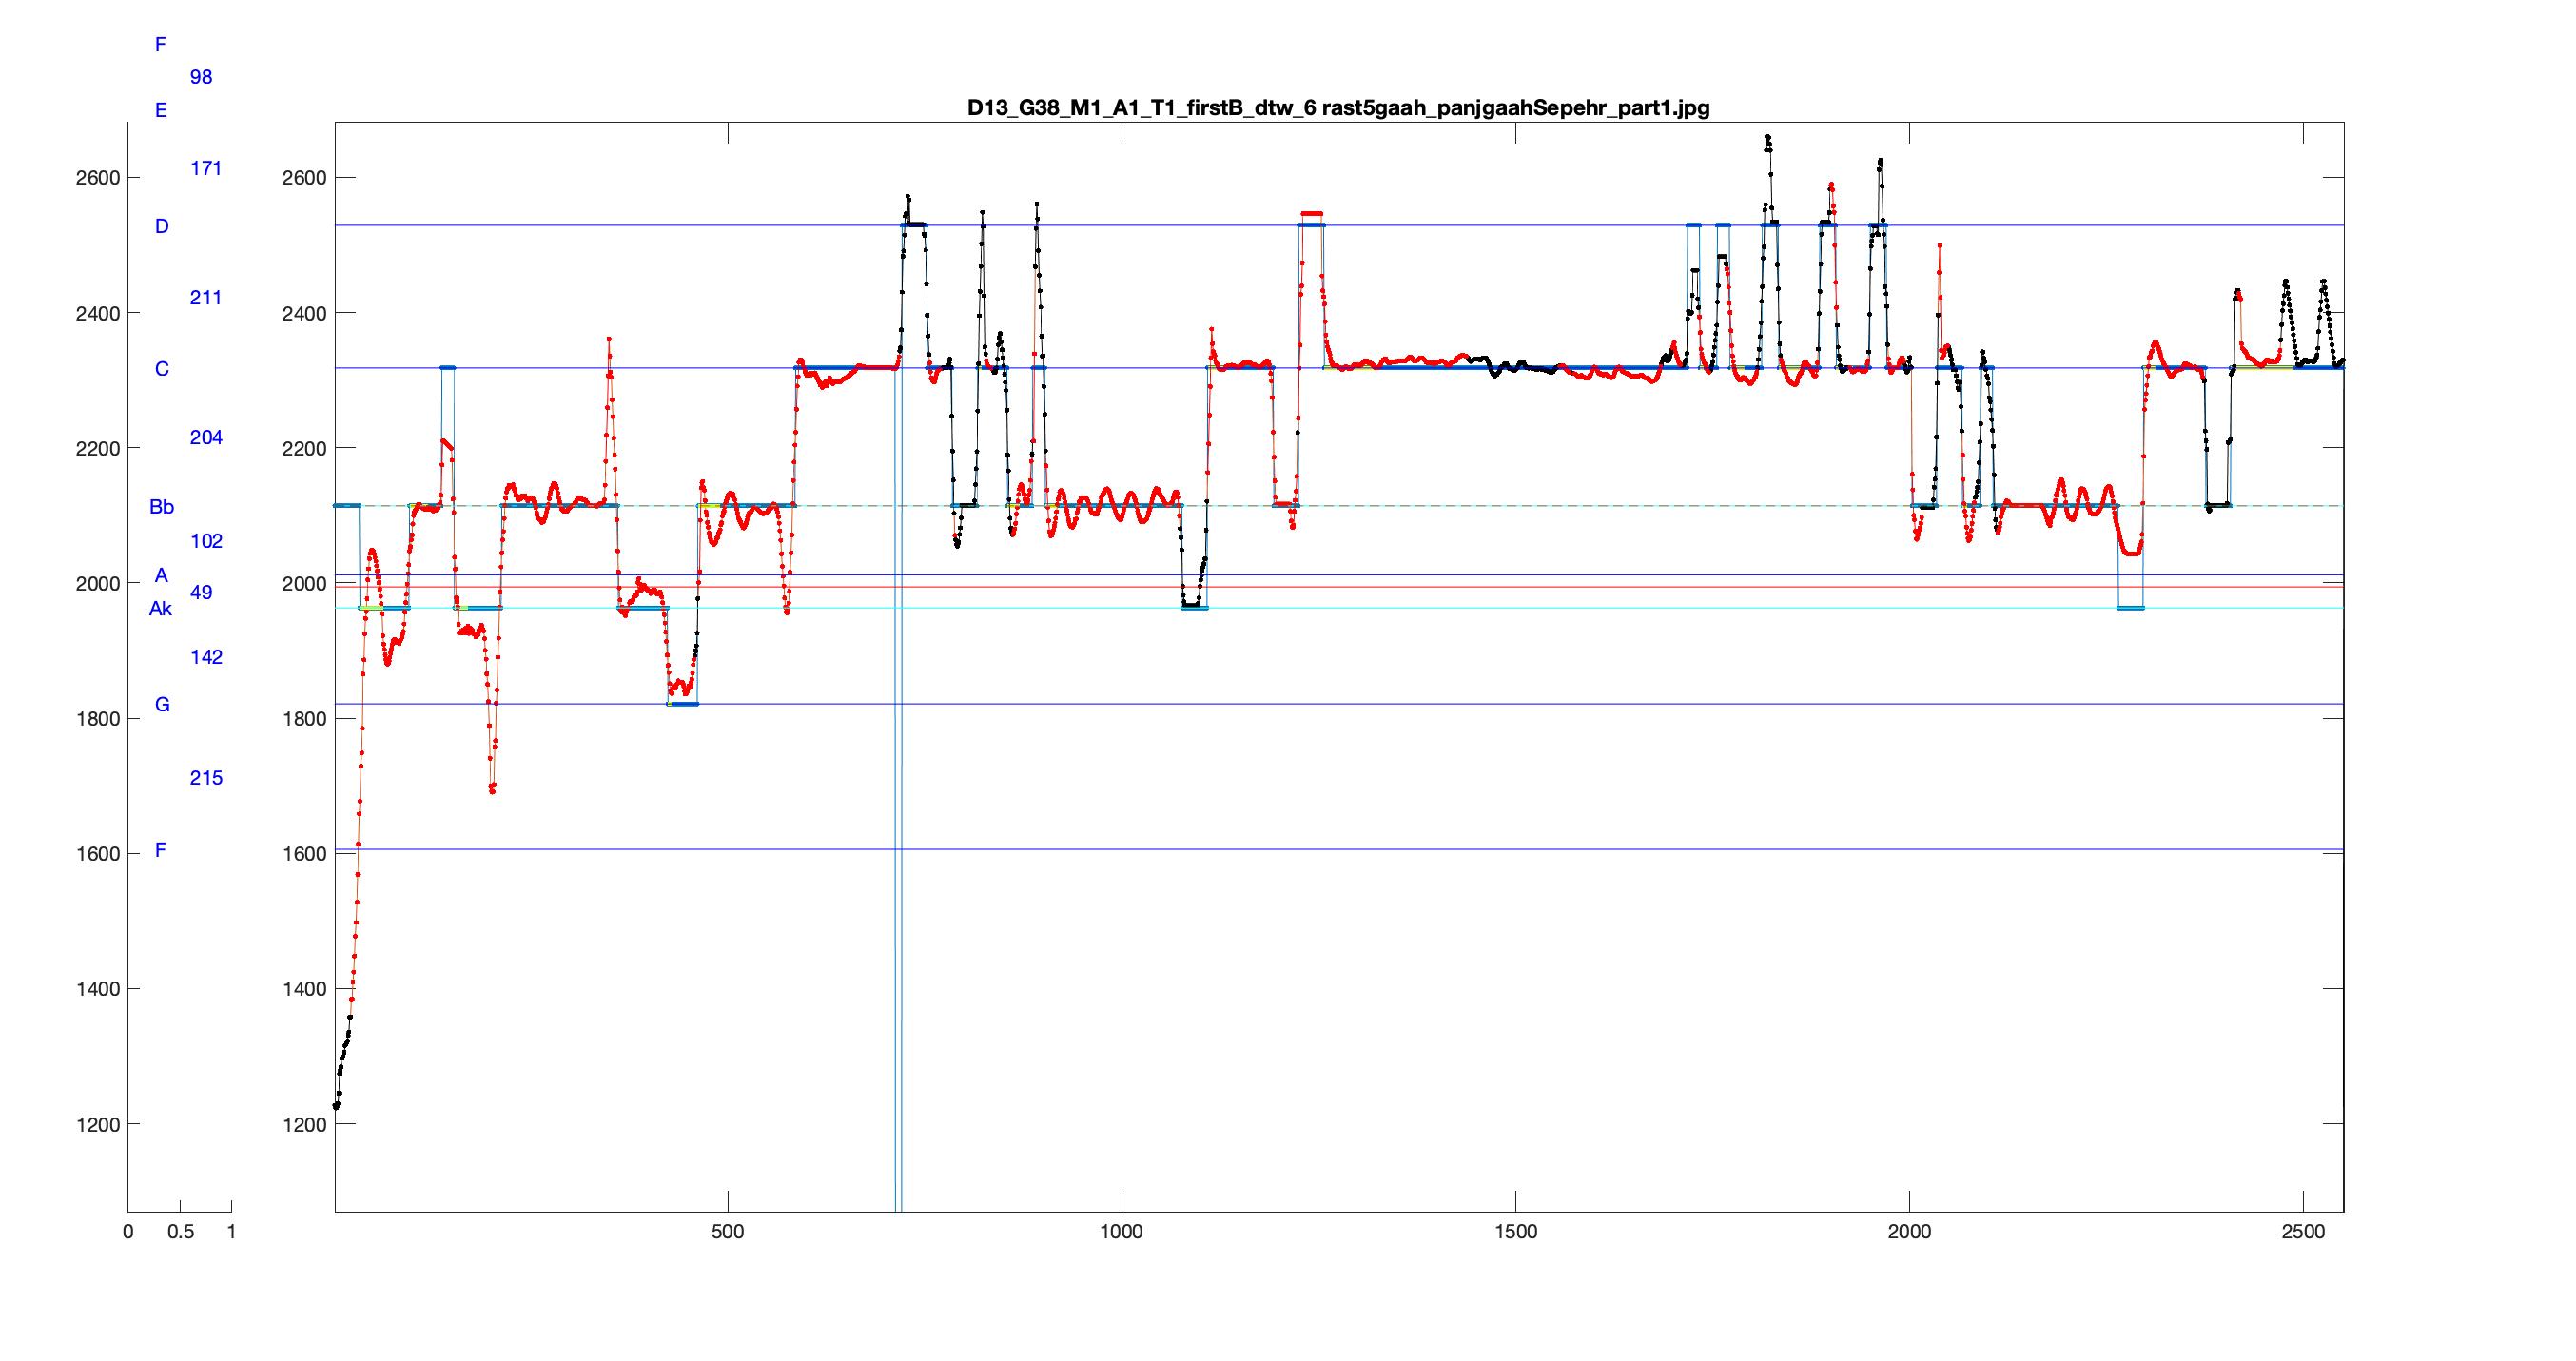 F
98
E
D13_G38_M1_A1_T1_firstB_dtw_6 rast5gaah_panjgaahSepehr_part1.jpg
171
2600 2600
D
211
2400 2400
C
204
2200 2200
Bb
102
A
2000 2000
49
Ak
142
G
1800 1800
215
F
1600 1600
1400 1400
1200 1200
0 0.5 1 500 1000 1500 2000 2500